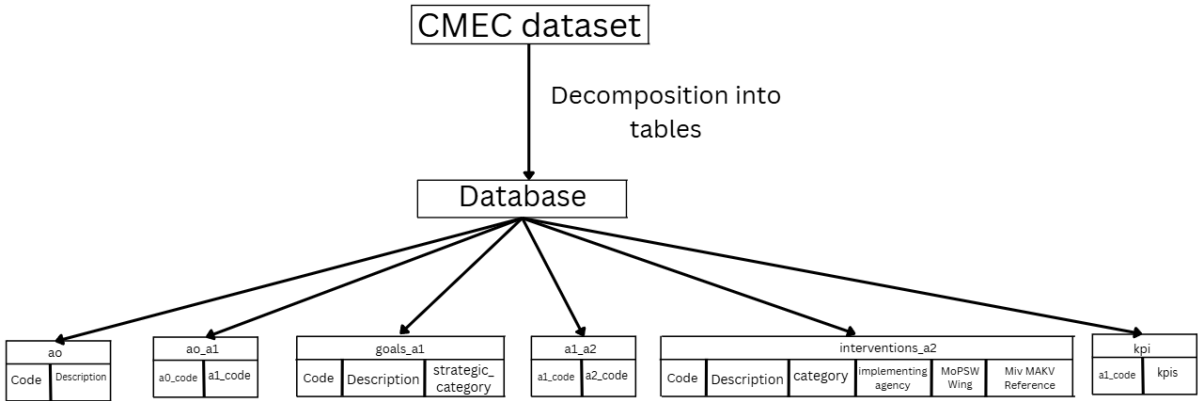 CMEC dataset
Decomposition into
tables
Database
ao
Code
Description
ao_a1
a0_code
a1_code
goals_a1
Code
Description
strategic_
category
a1_a2
a1_code
a2_code
interventions_a2
Code
Description
category
implementing
agency
MoPSW
Wing
Miv MAKV
Reference
kpi
a1_code
kpis